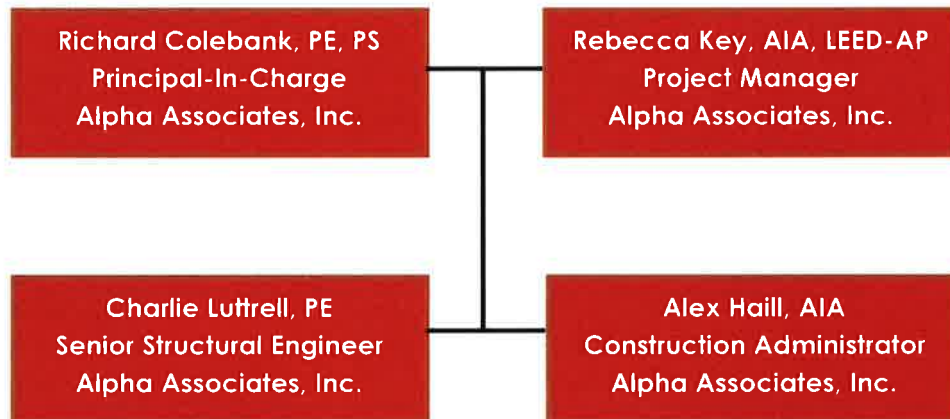 Richard Colebank, PE, PS
Principal-In-Charge
Alpha Associates, Inc.
Rebecca Key, AIA, LEED-AP
Project Manager
Alpha Associates, Inc.
Charlie Luttrell, PE
Senior Structural Engineer
Alpha Associates, Inc.
Alex Haill, AIA
Construction Administrator
Alpha Associates, Inc.